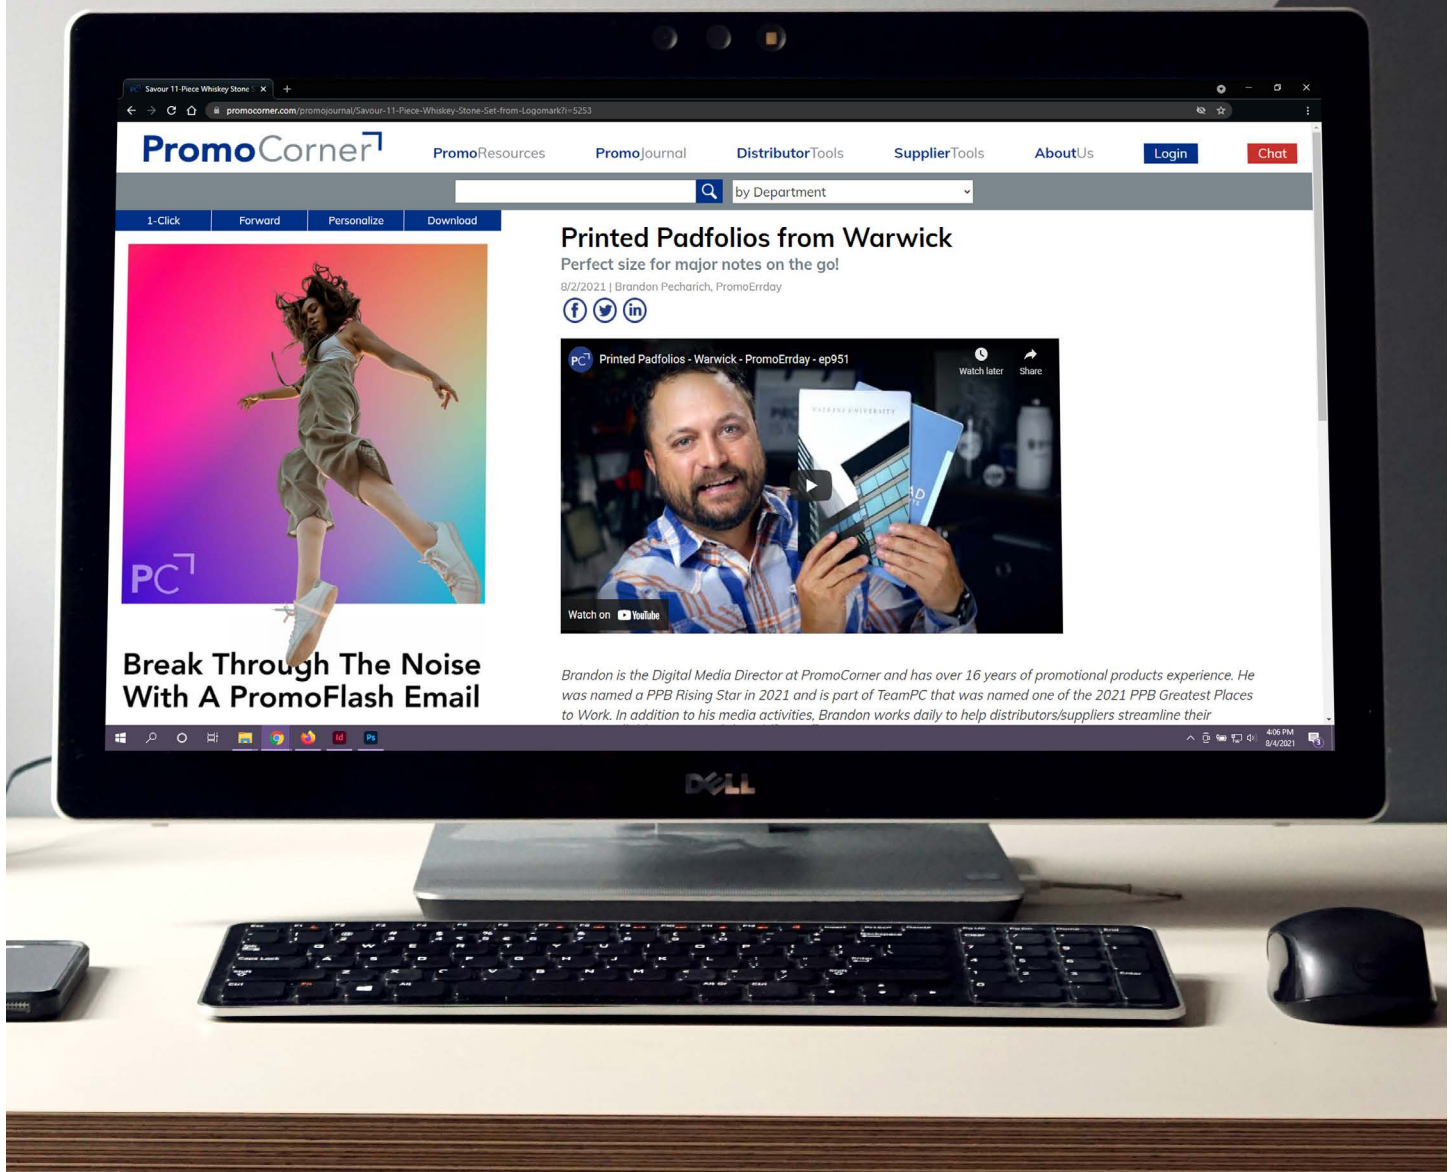 Savour 11-Piece Whiskey Stone S
promocorner.com/promojournal/Savour-11-Piece-Whiskey-Stone-Set-from-Logomark?i=5253
PromoCorner
PromoResources
PromoJournal
DistributorTools
SupplierTools
AboutUs
Login
Chat
by Department
1-Click
Forward
Personalize
Download
PC
Break Through The Noise
With A PromoFlash Email
Printed Padfolios from Warwick
Perfect size for major notes on the go!
8/2/2021 | Brandon Pecharich, PromoErrday
PC
Printed Padfolios - Warwick - PromoErrday - ep951
Watch later
Share
UNIVERSITY
Watch on YouTube
Brandon is the Digital Media Director at PromoCorner and has over 16 years of promotional products experience. He
was named a PPB Rising Star in 2021 and is part of TeamPC that was named one of the 2021 PPB Greatest Places
to Work. In addition to his media activities, Brandon works daily to help distributors/suppliers streamline their
Id
Ps
4:06 PM
8/4/2021
3
DELL